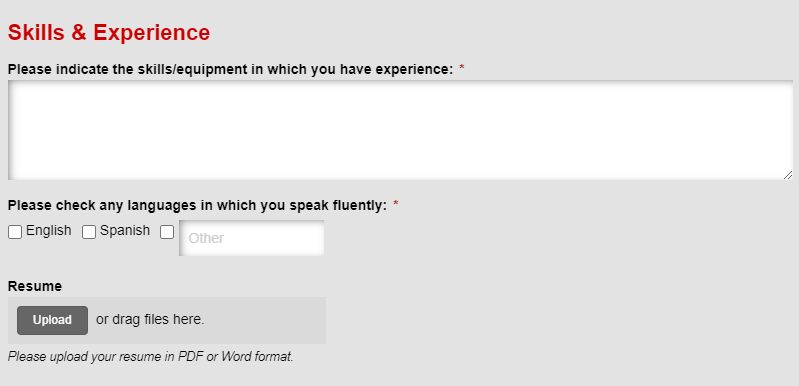 Skills & Experience
Please indicate the skills/equipment in which you have experience: *
Please check any languages in which you speak fluently: *
English Spanish Other
Resume
Upload or drag files here.
Please upload your resume in PDF or Word format.